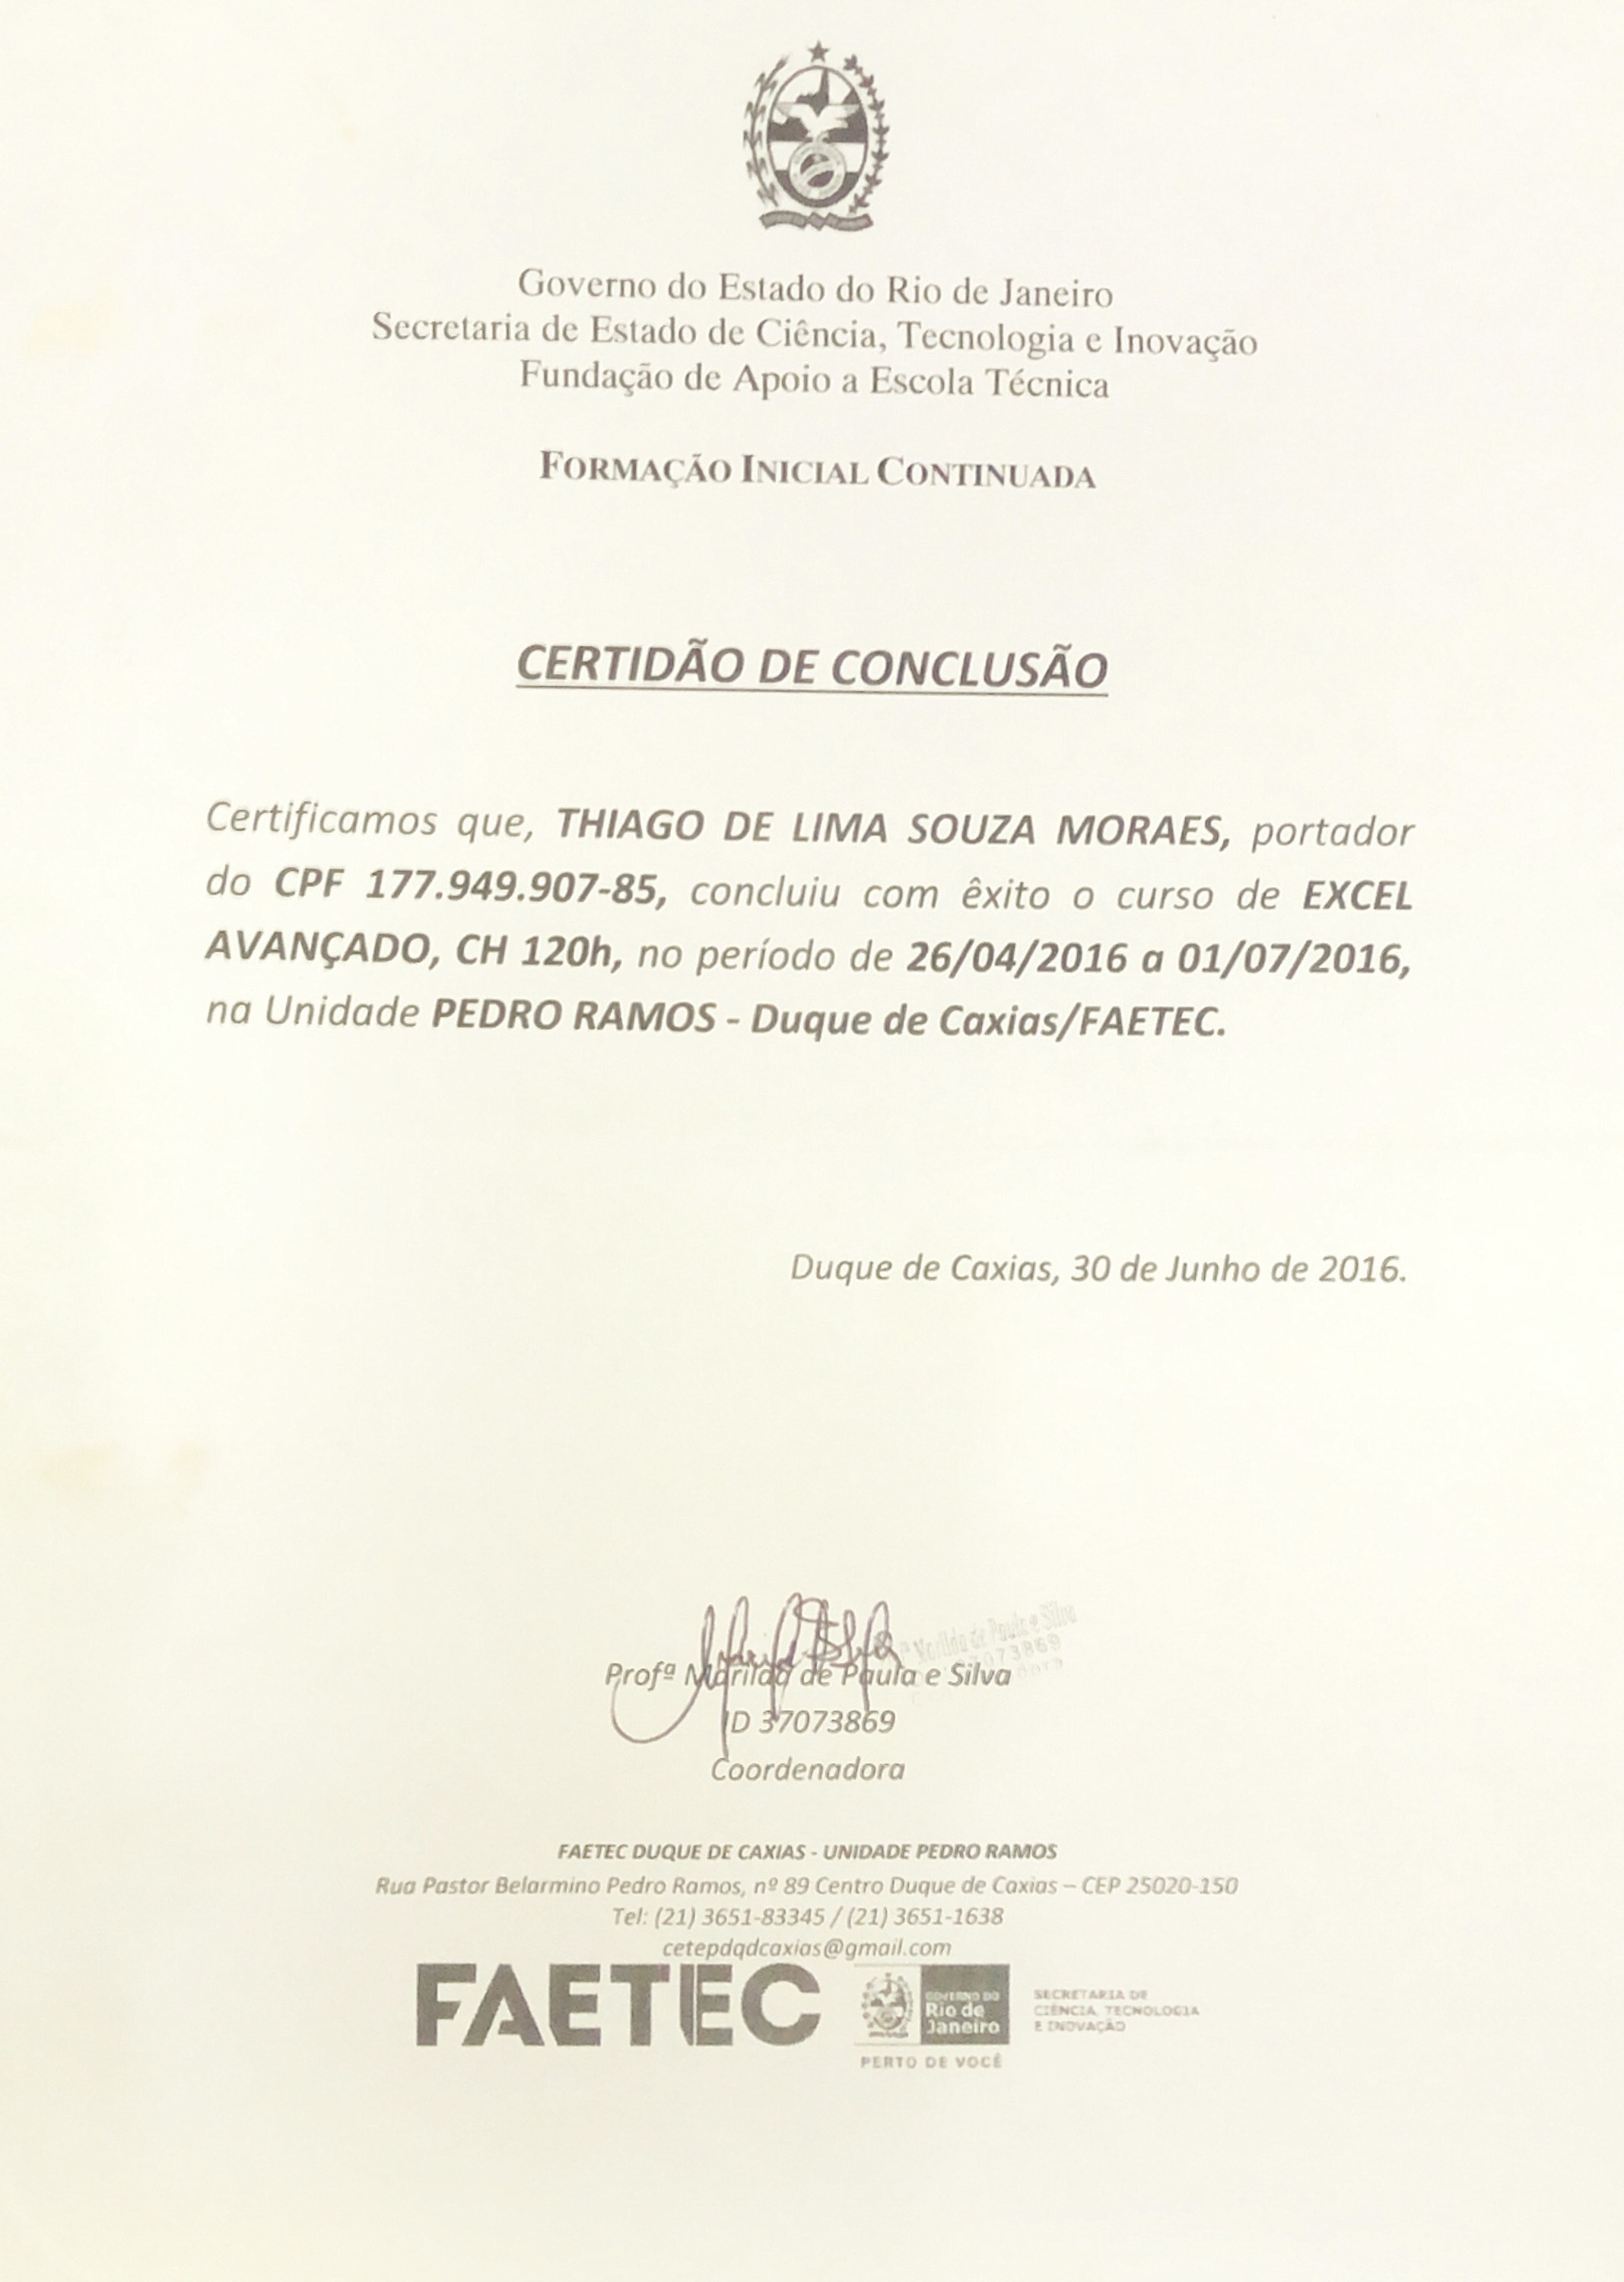 Governo do Estado do Rio de Janeiro
Secretaria de Estado de Ciência, Tecnologia e Inovação
Fundação de Apoio a Escola Técnica
FORMAÇÃO INICIAL CONTINUADA
CERTIDÃO DE CONCLUSÃO
Certificamos que, THIAGO DE LIMA SOUZA MORAES, portador
do CPF 177.949.907-85, concluiu com êxito o curso de EXCEL
AVANÇADO, CH 120h, no período de 26/04/2016 a 01/07/2016,
na Unidade PEDRO RAMOS - Duque de Caxias/FAETEC.
Duque de Caxias, 30 de Junho de 2016.
Marilda de Paula e Silva
Profª Marilda de Paula e Silva
ID 37073869
Coordenadora
FAETEC DUQUE DE CAXIAS - UNIDADE PEDRO RAMOS
Rua Pastor Belarmino Pedro Ramos, nº 89 Centro Duque de Caxias – CEP 25020-150
Tel: (21) 3651-83345 / (21) 3651-1638
cetepdqdcaxias@gmail.com
FAETEC
GOVERNO DO
Rio de
Janeiro
PERTO DE VOCÊ
SECRETARIA DE
CIÊNCIA, TECNOLOGIA
E INOVAÇÃO